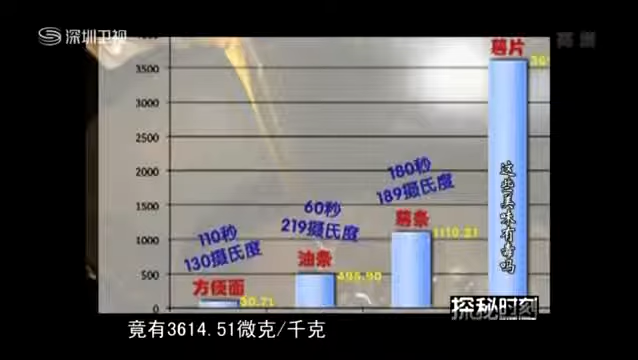 深圳卫视
高清
薯片
3500
3000
2500
2000
1500
1000
500
0
180秒
189摄氏度
薯条
1110.21
60秒
219摄氏度
油条
110秒
130摄氏度
方便面
30.71
这些美味有毒吗
探秘时刻
竟有3614.51微克/千克